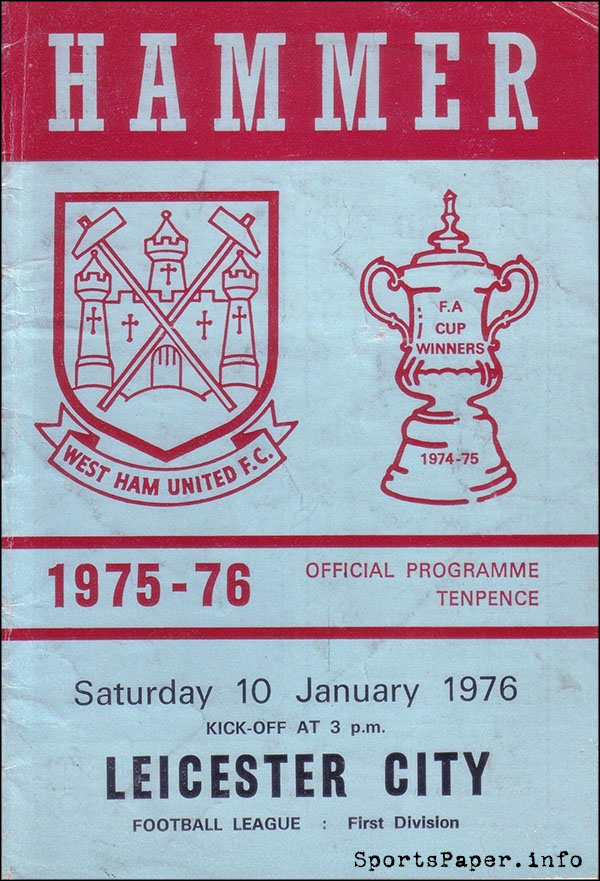 HAMMER
F.A
CUP
WINNERS
1974-75
WEST HAM UNITED F.C.
1975-76
OFFICIAL PROGRAMME
TENPENCE
Saturday 10 January 1976
KICK-OFF AT 3 p.m.
LEICESTER CITY
FOOTBALL LEAGUE : First Division
SportsPaper.info